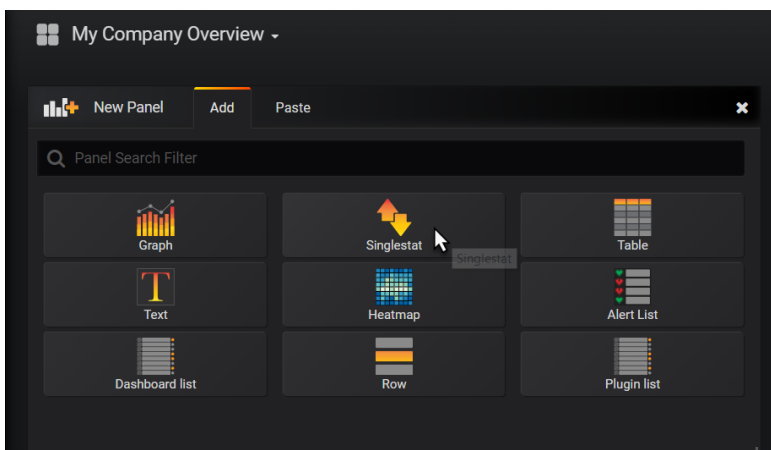 My Company Overview
New Panel Add Paste
Panel Search Filter
Graph Singlestat Table
Singlestat
Text Heatmap Alert List
Dashboard list Row Plugin list